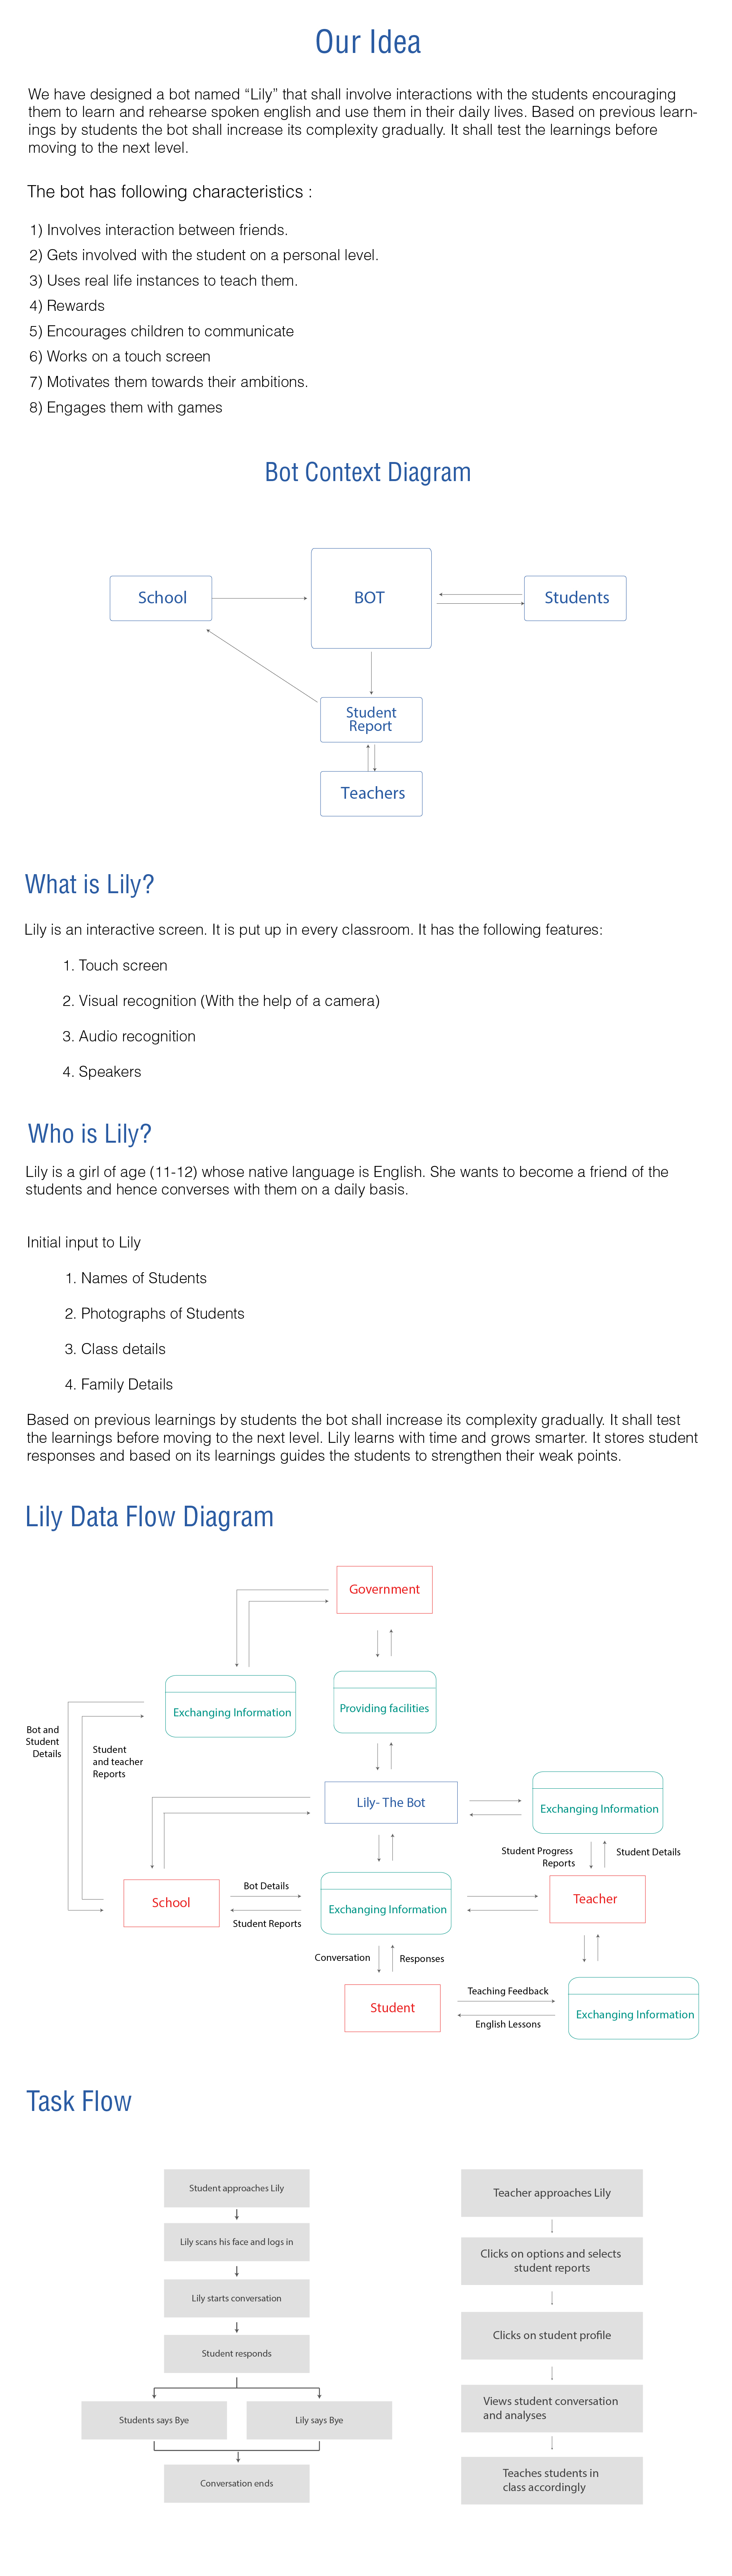 Our Idea
We have designed a bot named “Lily” that shall involve interactions with the students encouraging
them to learn and rehearse spoken english and use them in their daily lives. Based on previous learn-
ings by students the bot shall increase its complexity gradually. It shall test the learnings before
moving to the next level.
The bot has following characteristics :
1) Involves interaction between friends.
2) Gets involved with the student on a personal level.
3) Uses real life instances to teach them.
4) Rewards
5) Encourages children to communicate
6) Works on a touch screen
7) Motivates them towards their ambitions.
8) Engages them with games
Bot Context Diagram
School
BOT
Students
Student
Report
Teachers
What is Lily?
Lily is an interactive screen. It is put up in every classroom. It has the following features:
1. Touch screen
2. Visual recognition (With the help of a camera)
3. Audio recognition
4. Speakers
Who is Lily?
Lily is a girl of age (11-12) whose native language is English. She wants to become a friend of the
students and hence converses with them on a daily basis.
Initial input to Lily
1. Names of Students
2. Photographs of Students
3. Class details
4. Family Details
Based on previous learnings by students the bot shall increase its complexity gradually. It shall test
the learnings before moving to the next level. Lily learns with time and grows smarter. It stores student
responses and based on its learnings guides the students to strengthen their weak points.
Lily Data Flow Diagram
Government
Exchanging Information
Providing facilities
Bot and
Student
Details
Student
and teacher
Reports
Lily- The Bot
Exchanging Information
Student Progress
Reports
Student Details
School
Bot Details
Student Reports
Exchanging Information
Teacher
Conversation
Responses
Student
Teaching Feedback
English Lessons
Exchanging Information
Task Flow
Student approaches Lily
Lily scans his face and logs in
Lily starts conversation
Student responds
Students says Bye
Lily says Bye
Conversation ends
Teacher approaches Lily
Clicks on options and selects
student reports
Clicks on student profile
Views student conversation
and analyses
Teaches students in
class accordingly